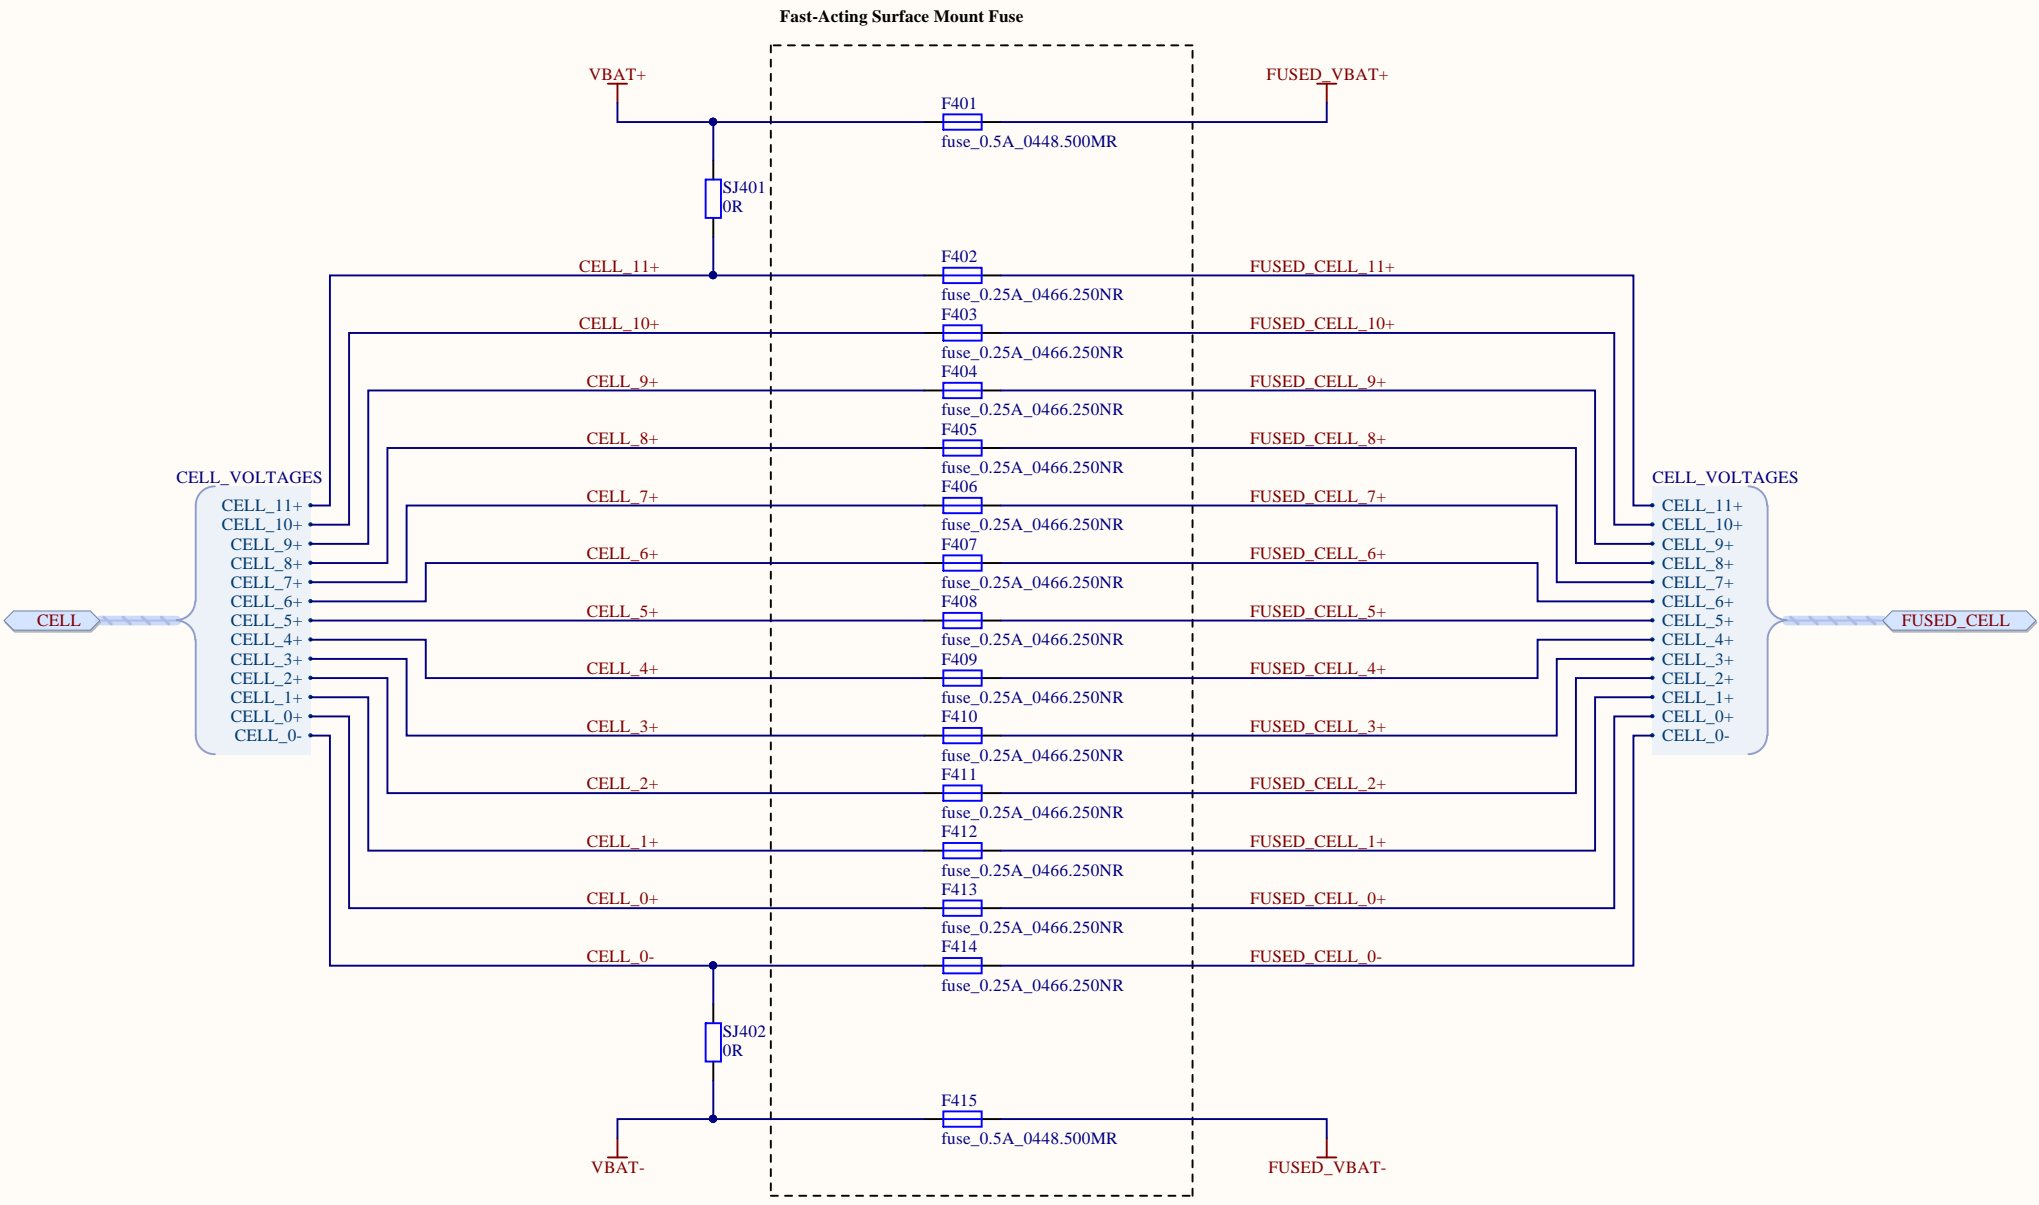 Fast-Acting Surface Mount Fuse
VBAT+
FUSED_VBAT+
F401
fuse_0.5A_0448.500MR
SJ401
0R
CELL_11+
F402
FUSED_CELL_11+
fuse_0.25A_0466.250NR
CELL_10+
F403
FUSED_CELL_10+
fuse_0.25A_0466.250NR
CELL_9+
F404
FUSED_CELL_9+
fuse_0.25A_0466.250NR
CELL_8+
F405
FUSED_CELL_8+
fuse_0.25A_0466.250NR
CELL_7+
F406
FUSED_CELL_7+
fuse_0.25A_0466.250NR
CELL_6+
F407
FUSED_CELL_6+
fuse_0.25A_0466.250NR
CELL_5+
F408
FUSED_CELL_5+
fuse_0.25A_0466.250NR
CELL_4+
F409
FUSED_CELL_4+
fuse_0.25A_0466.250NR
CELL_3+
F410
FUSED_CELL_3+
fuse_0.25A_0466.250NR
CELL_2+
F411
FUSED_CELL_2+
fuse_0.25A_0466.250NR
CELL_1+
F412
FUSED_CELL_1+
fuse_0.25A_0466.250NR
CELL_0+
F413
FUSED_CELL_0+
fuse_0.25A_0466.250NR
CELL_0-
F414
FUSED_CELL_0-
fuse_0.25A_0466.250NR
SJ402
0R
F415
fuse_0.5A_0448.500MR
VBAT-
FUSED_VBAT-
CELL_VOLTAGES
CELL_11+
CELL_10+
CELL_9+
CELL_8+
CELL_7+
CELL_6+
CELL_5+
CELL_4+
CELL_3+
CELL_2+
CELL_1+
CELL_0+
CELL_0-
CELL
CELL_VOLTAGES
CELL_11+
CELL_10+
CELL_9+
CELL_8+
CELL_7+
CELL_6+
CELL_5+
CELL_4+
CELL_3+
CELL_2+
CELL_1+
CELL_0+
CELL_0-
FUSED_CELL